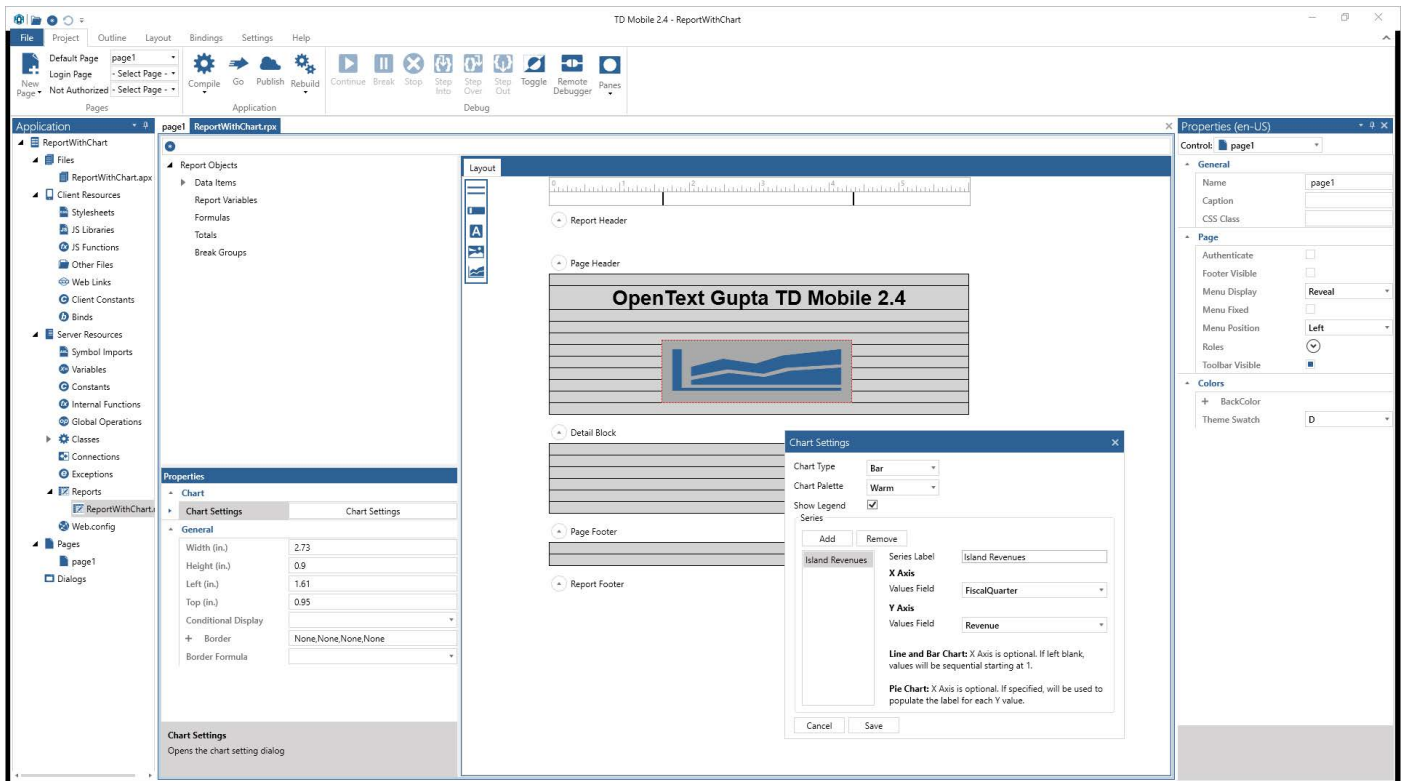 TD Mobile 2.4 - ReportWithChart
File Project Outline Layout Bindings Settings Help
Default Page page1
Login Page - Select Page -
Not Authorized - Select Page -
New Page
Compile Go Publish Rebuild
Continue Break Stop Step Into Step Over Step Out Toggle Remote Debugger Panes
Pages Application Debug
Application
ReportWithChart
Files
ReportWithChart.apx
Client Resources
Stylesheets
JS Libraries
JS Functions
Other Files
Web Links
Client Constants
Binds
Server Resources
Symbol Imports
Variables
Constants
Internal Functions
Global Operations
Classes
Connections
Exceptions
Reports
ReportWithChart.
Web.config
Pages
page1
Dialogs
page1 ReportWithChart.rpx
Report Objects
Data Items
Report Variables
Formulas
Totals
Break Groups
Properties
Chart
Chart Settings Chart Settings
General
Width (in.) 2.73
Height (in.) 0.9
Left (in.) 1.61
Top (in.) 0.95
Conditional Display
Border None,None,None,None
Border Formula
Chart Settings
Opens the chart setting dialog
Layout
0 1 2 3 4 5
A
Report Header
Page Header
OpenText Gupta TD Mobile 2.4
Detail Block
Page Footer
Report Footer
Chart Settings
Chart Type Bar
Chart Palette Warm
Show Legend
Series
Add Remove
Island Revenues
Series Label Island Revenues
X Axis
Values Field FiscalQuarter
Y Axis
Values Field Revenue
Line and Bar Chart: X Axis is optional. If left blank,
values will be sequential starting at 1.
Pie Chart: X Axis is optional. If specified, will be used to
populate the label for each Y value.
Cancel Save
Properties (en-US)
Control: page1
General
Name page1
Caption
CSS Class
Page
Authenticate
Footer Visible
Menu Display Reveal
Menu Fixed
Menu Position Left
Roles
Toolbar Visible
Colors
+ BackColor
Theme Swatch D